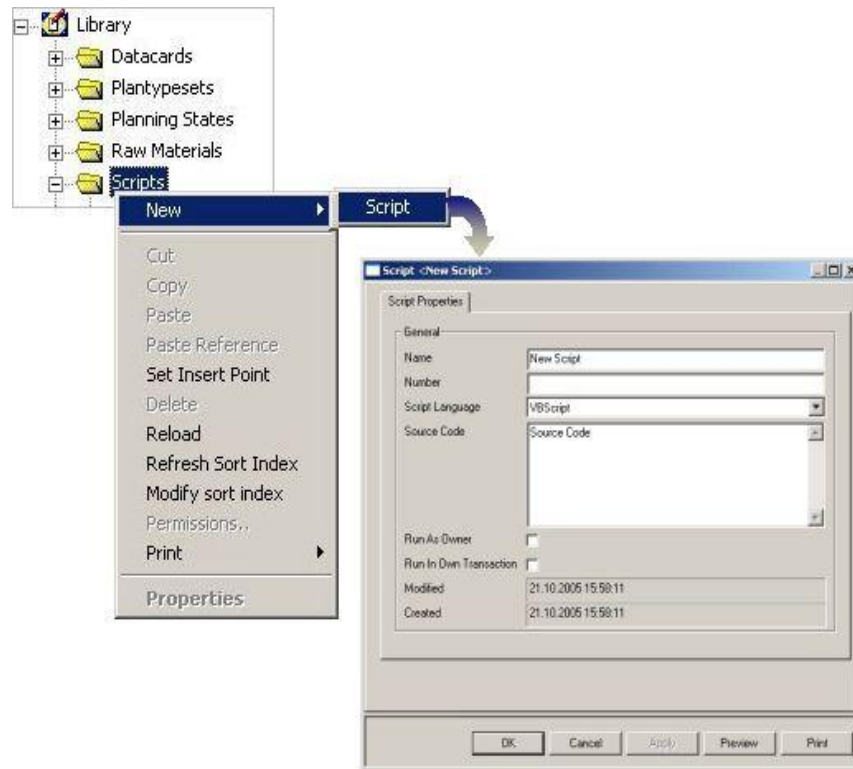 Library
Datacards
Plantypesets
Planning States
Raw Materials
Scripts
New
Script
Cut
Copy
Paste
Paste Reference
Set Insert Point
Delete
Reload
Refresh Sort Index
Modify sort index
Permissions..
Print
Properties
Script <New Script>
Script Properties
General
Name New Script
Number
Script Language VBScript
Source Code Source Code
Run As Owner
Run In Own Transaction
Modified 21.10.2005 15:58:11
Created 21.10.2005 15:58:11
OK Cancel Apply Preview Print